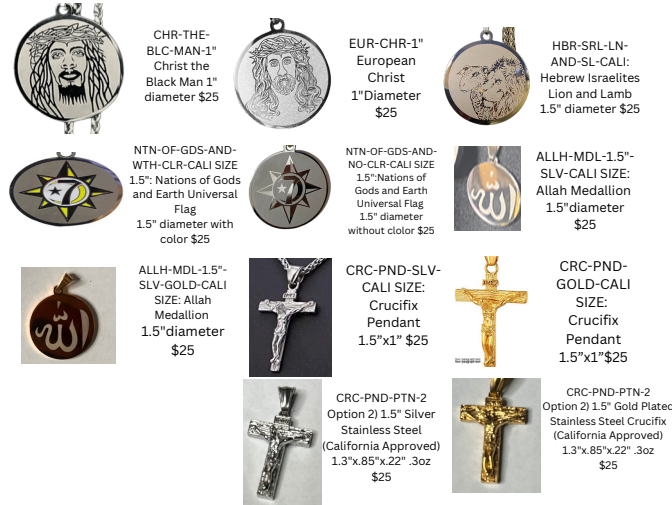 CHR-THE-
BLC-MAN-1"
Christ the
Black Man 1"
diameter $25
EUR-CHR-1"
European
Christ
1"Diameter
$25
HBR-SRL-LN-
AND-SL-CALI:
Hebrew Israelites
Lion and Lamb
1.5" diameter $25
NTN-OF-GDS-AND-
WTH-CLR-CALI SIZE
1.5": Nations of Gods
and Earth Universal
Flag
1.5" diameter with
color $25
7
NTN-OF-GDS-AND-
NO-CLR-CALI SIZE
1.5":Nations of
Gods and Earth
Universal Flag
1.5" diameter
without clolor $25
7
ALLH-MDL-1.5"-
SLV-CALI SIZE:
Allah Medallion
1.5"diameter
$25
الله
ALLH-MDL-1.5"-
SLV-GOLD-CALI
SIZE: Allah
Medallion
1.5"diameter
$25
الله
CRC-PND-SLV-
CALI SIZE:
Crucifix
Pendant
1.5”x1” $25
CRC-PND-
GOLD-CALI
SIZE:
Crucifix
Pendant
1.5”x1”$25
CRC-PND-PTN-2
Option 2) 1.5" Silver
Stainless Steel
(California Approved)
1.3"x.85"x.22" .3oz
$25
CRC-PND-PTN-2
Option 2) 1.5" Gold Plated
Stainless Steel Crucifix
(California Approved)
1.3"x.85"x.22" .3oz
$25